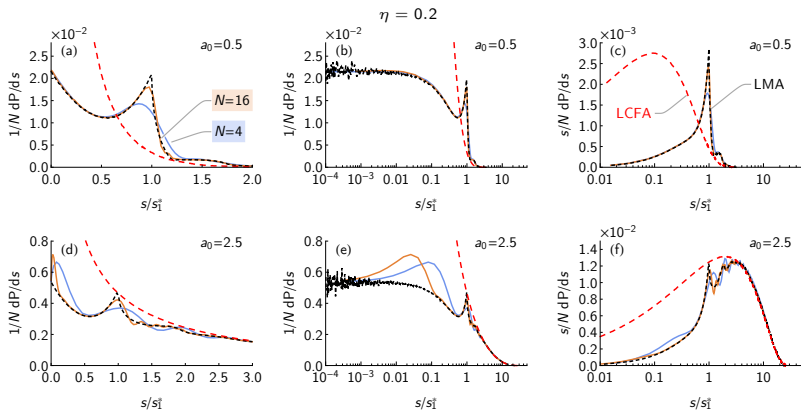 η = 0.2
×10⁻²
(a)
a₀=0.5
N=16
N=4
1/N dP/ds
2.5
2.0
1.5
1.0
0.5
0.0
0.0 0.5 1.0 1.5 2.0
s/s₁*
×10⁻²
(b)
a₀=0.5
1/N dP/ds
2.5
2.0
1.5
1.0
0.5
0.0
10⁻⁴ 10⁻³ 0.01 0.1 1 10
s/s₁*
×10⁻³
(c)
a₀=0.5
LCFA
LMA
s/N dP/ds
3.0
2.5
2.0
1.5
1.0
0.5
0.0
0.01 0.1 1 10
s/s₁*
(d)
a₀=2.5
1/N dP/ds
0.8
0.6
0.4
0.2
0.0
0.0 0.5 1.0 1.5 2.0 2.5 3.0
s/s₁*
(e)
a₀=2.5
1/N dP/ds
0.8
0.6
0.4
0.2
0.0
10⁻⁴ 10⁻³ 0.01 0.1 1 10
s/s₁*
×10⁻²
(f)
a₀=2.5
s/N dP/ds
1.4
1.2
1.0
0.8
0.6
0.4
0.2
0.0
0.01 0.1 1 10
s/s₁*